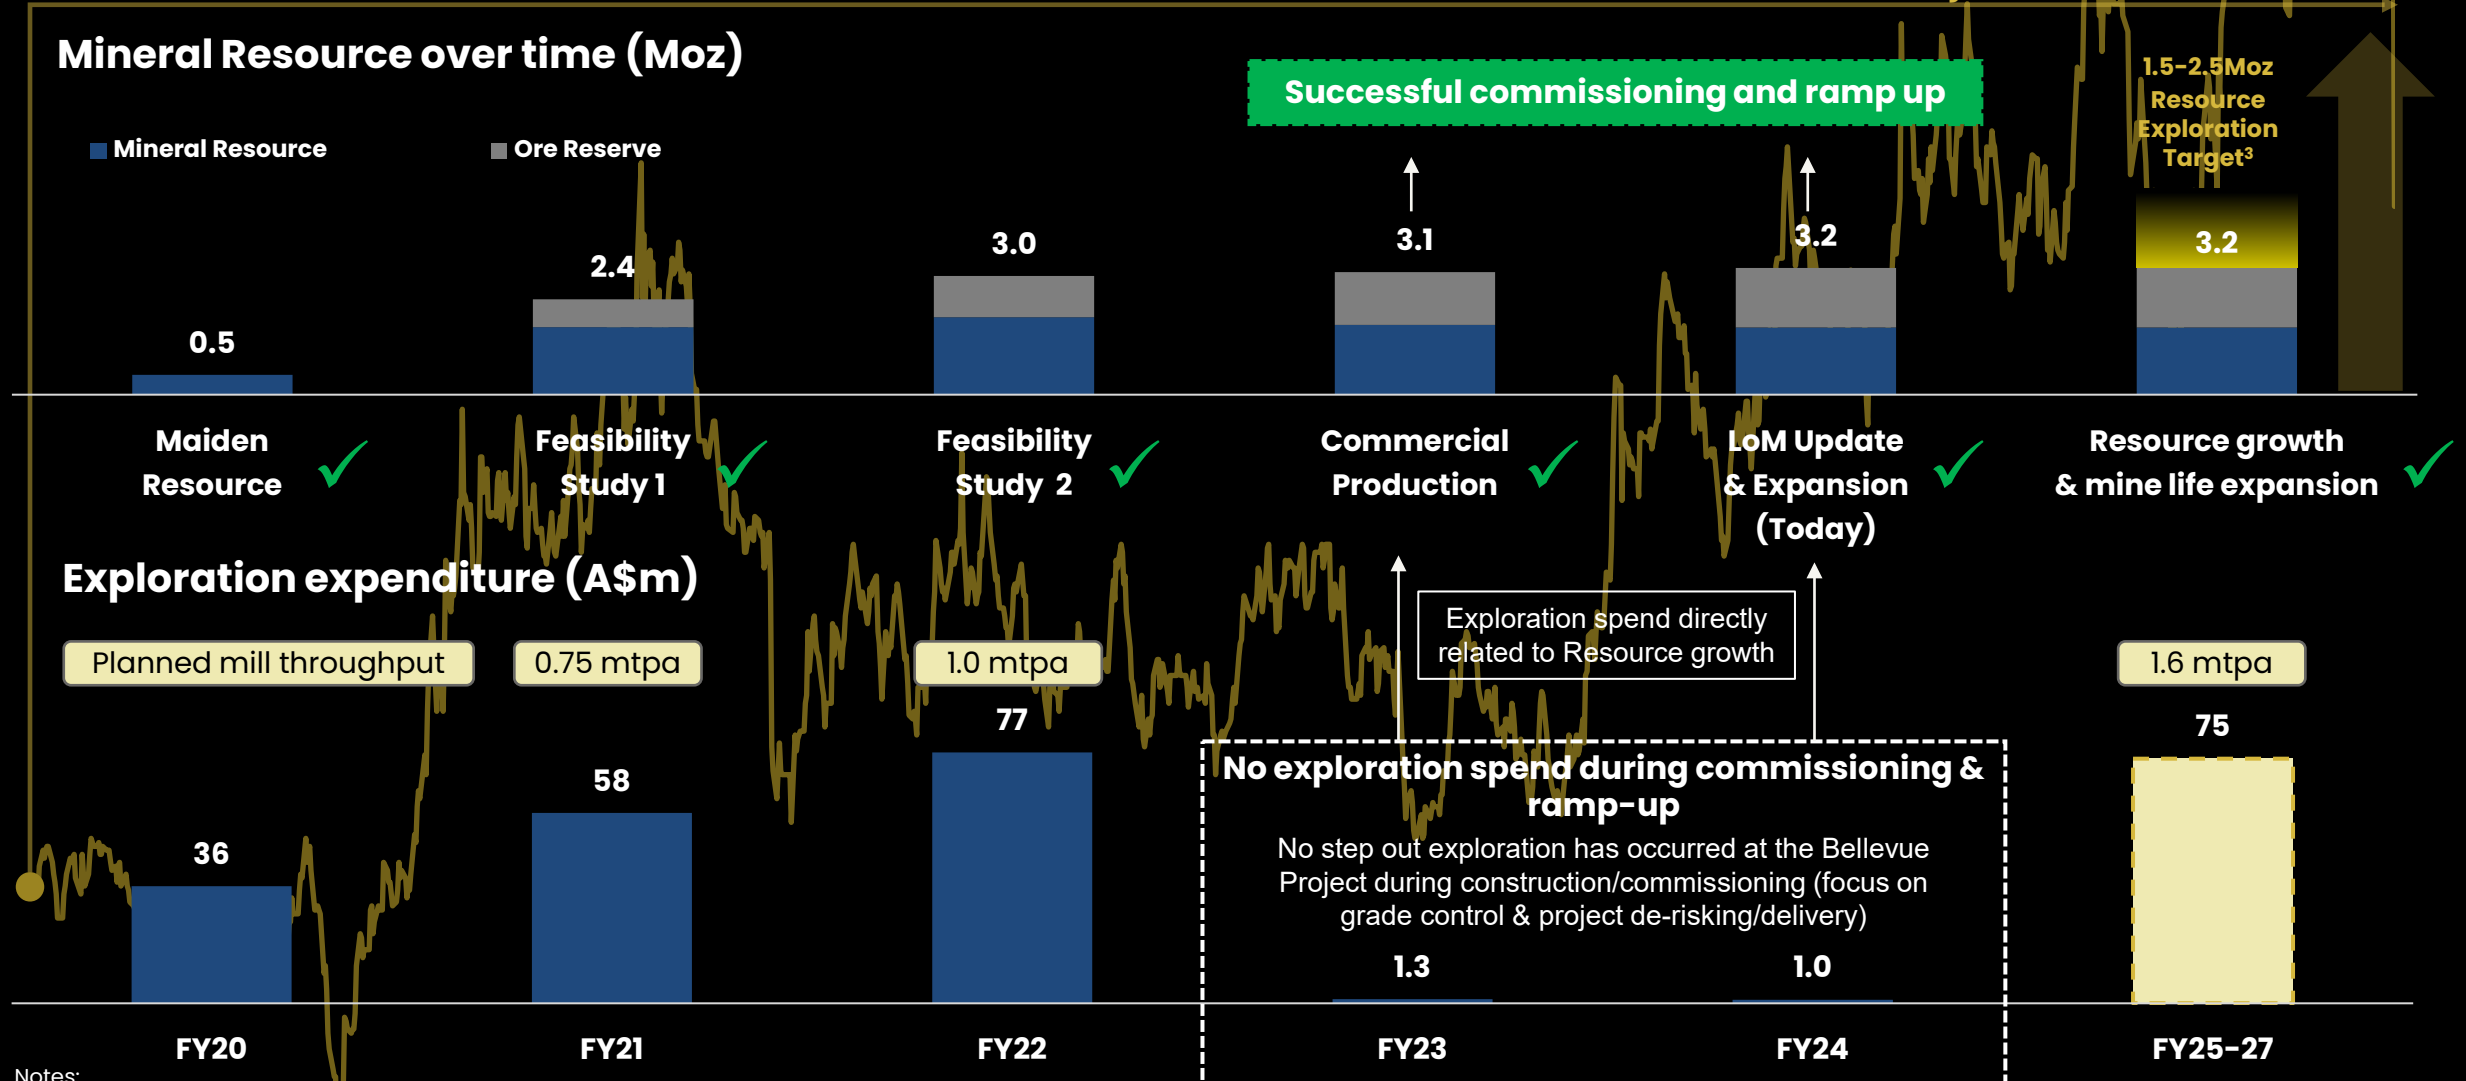 Mineral Resource over time (Moz)
Successful commissioning and ramp up
1.5-2.5Moz
Resource
Exploration
Target³
Mineral Resource
Ore Reserve
0.5
2.4
3.0
3.1
3.2
3.2
Maiden
Resource
Feasibility
Study 1
Feasibility
Study 2
Commercial
Production
LoM Update
& Expansion
(Today)
Resource growth
& mine life expansion
Exploration expenditure (A$m)
Exploration spend directly
related to Resource growth
Planned mill throughput
0.75 mtpa
1.0 mtpa
1.6 mtpa
36
58
77
75
No exploration spend during commissioning &
ramp-up
No step out exploration has occurred at the Bellevue
Project during construction/commissioning (focus on
grade control & project de-risking/delivery)
1.3
1.0
FY20
FY21
FY22
FY23
FY24
FY25-27
Notes: